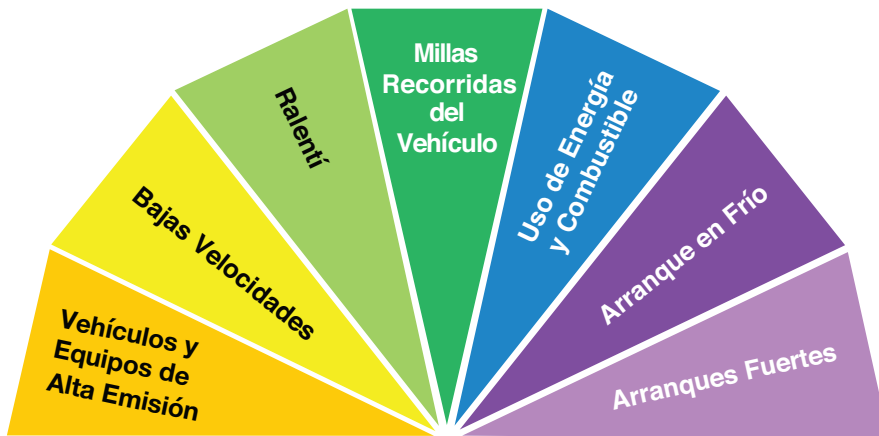 Vehículos y
Equipos de
Alta Emisión
Bajas Velocidades
Ralentí
Millas
Recorridas
del
Vehículo
Uso de Energía
y Combustible
Arranque en Frío
Arranques Fuertes